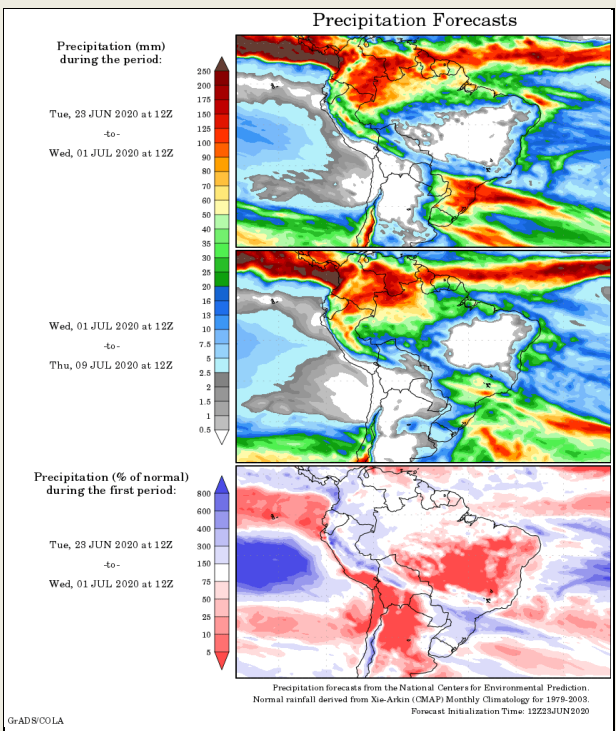 Precipitation Forecasts
Precipitation (mm)
during the period:
Tue, 23 JUN 2020 at 12Z
-to-
Wed, 01 JUL 2020 at 12Z
250
200
175
150
125
100
90
80
70
60
50
40
35
30
25
20
16
13
10
7.5
5
2.5
2
1.5
1
0.5
Wed, 01 JUL 2020 at 12Z
-to-
Thu, 09 JUL 2020 at 12Z
Precipitation (% of normal)
during the first period:
Tue, 23 JUN 2020 at 12Z
-to-
Wed, 01 JUL 2020 at 12Z
800
600
400
300
150
75
50
25
10
5
Precipitation forecasts from the National Centers for Environmental Prediction.
Normal rainfall derived from Xie-Arkin (CMAP) Monthly Climatology for 1979-2003.
Forecast Initialization Time: 12Z23JUN2020
GrADS/COLA